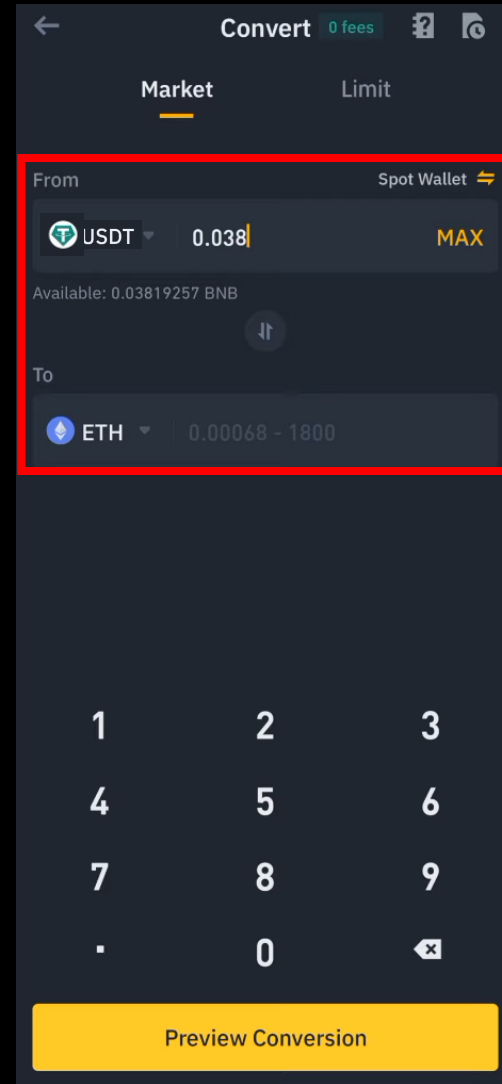 Convert 0 fees
Market Limit
From Spot Wallet
USDT 0.038 MAX
Available: 0.03819257 BNB
To
ETH 0.00068 - 1800
1 2 3
4 5 6
7 8 9
. 0
Preview Conversion